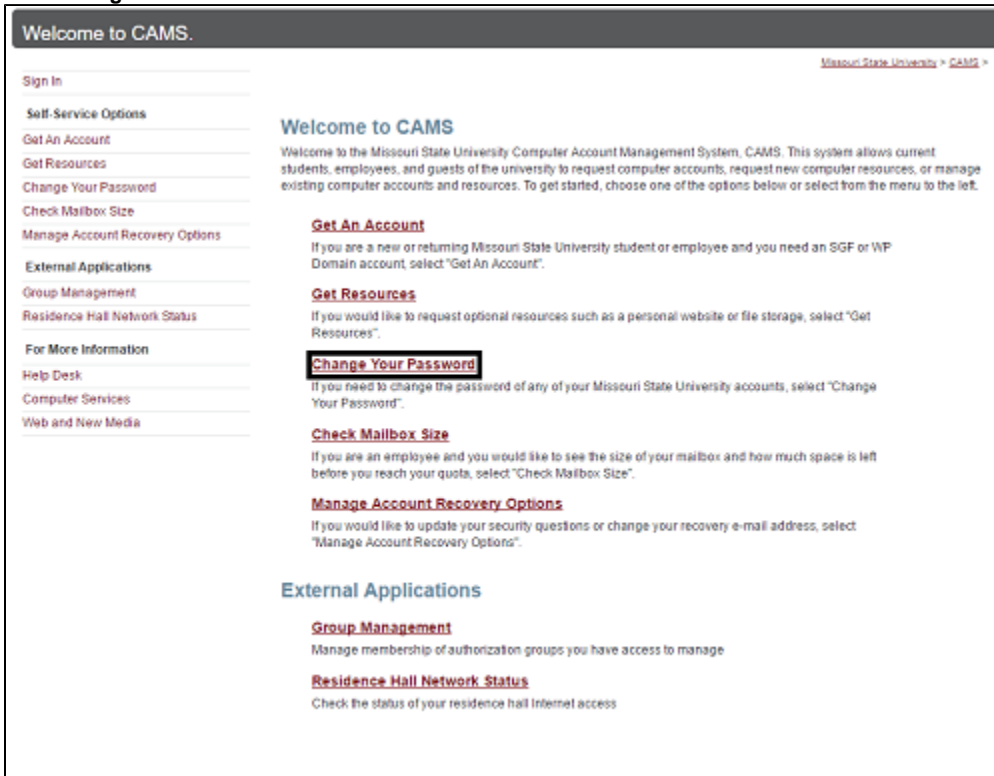 Welcome to CAMS.
Missouri State University > CAMS >
Sign In
Self-Service Options
Get An Account
Get Resources
Change Your Password
Check Mailbox Size
Manage Account Recovery Options
External Applications
Group Management
Residence Hall Network Status
For More Information
Help Desk
Computer Services
Web and New Media
Welcome to CAMS
Welcome to the Missouri State University Computer Account Management System, CAMS. This system allows current
students, employees, and guests of the university to request computer accounts, request new computer resources, or manage
existing computer accounts and resources. To get started, choose one of the options below or select from the menu to the left.
Get An Account
If you are a new or returning Missouri State University student or employee and you need an SGF or WP
Domain account, select "Get An Account".
Get Resources
If you would like to request optional resources such as a personal website or file storage, select "Get
Resources".
Change Your Password
If you need to change the password of any of your Missouri State University accounts, select "Change
Your Password".
Check Mailbox Size
If you are an employee and you would like to see the size of your mailbox and how much space is left
before you reach your quota, select "Check Mailbox Size".
Manage Account Recovery Options
If you would like to update your security questions or change your recovery e-mail address, select
"Manage Account Recovery Options".
External Applications
Group Management
Manage membership of authorization groups you have access to manage
Residence Hall Network Status
Check the status of your residence hall Internet access